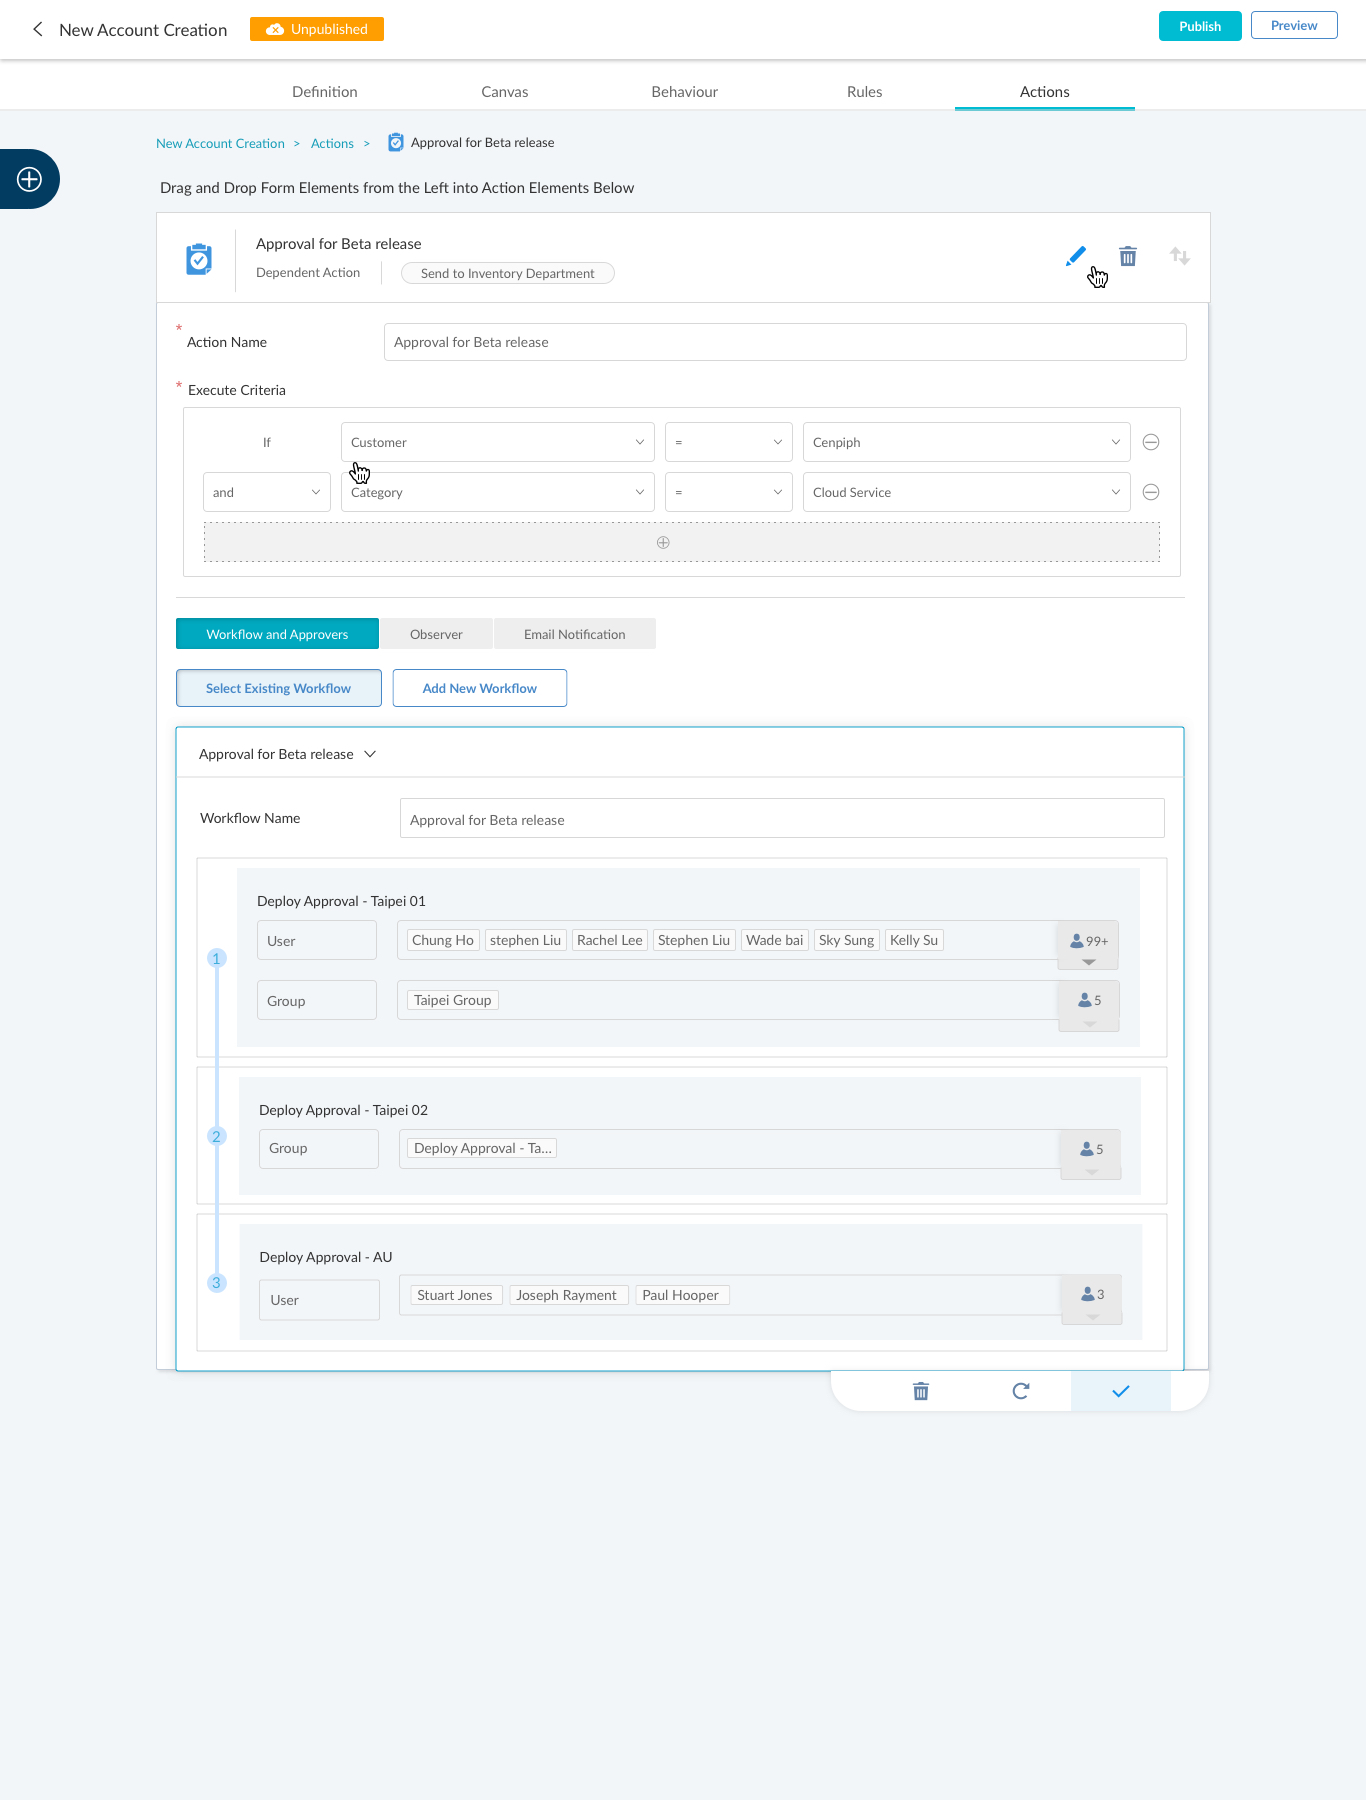 New Account Creation Unpublished Publish Preview
Definition Behaviour Canvas Rules Actions
New Account Creation > Actions > Approval for Beta release
Drag and Drop Form Elements from the Left into Action Elements Below
Approval for Beta release
Dependent Action Send to Inventory Department
* Action Name Approval for Beta release
* Execute Criteria
If Customer = Cenpiph
and Category = Cloud Service
Workflow and Approvers Observer Email Notification
Select Existing Workflow Add New Workflow
Approval for Beta release
Workflow Name Approval for Beta release
Deploy Approval - Taipei 01
User Chung Ho stephen Liu Rachel Lee Stephen Liu Wade bai Sky Sung Kelly Su 99+
1
Group Taipei Group 5
Deploy Approval - Taipei 02
2 Group Deploy Approval - Ta... 5
Deploy Approval - AU
3 User Stuart Jones Joseph Rayment Paul Hooper 3